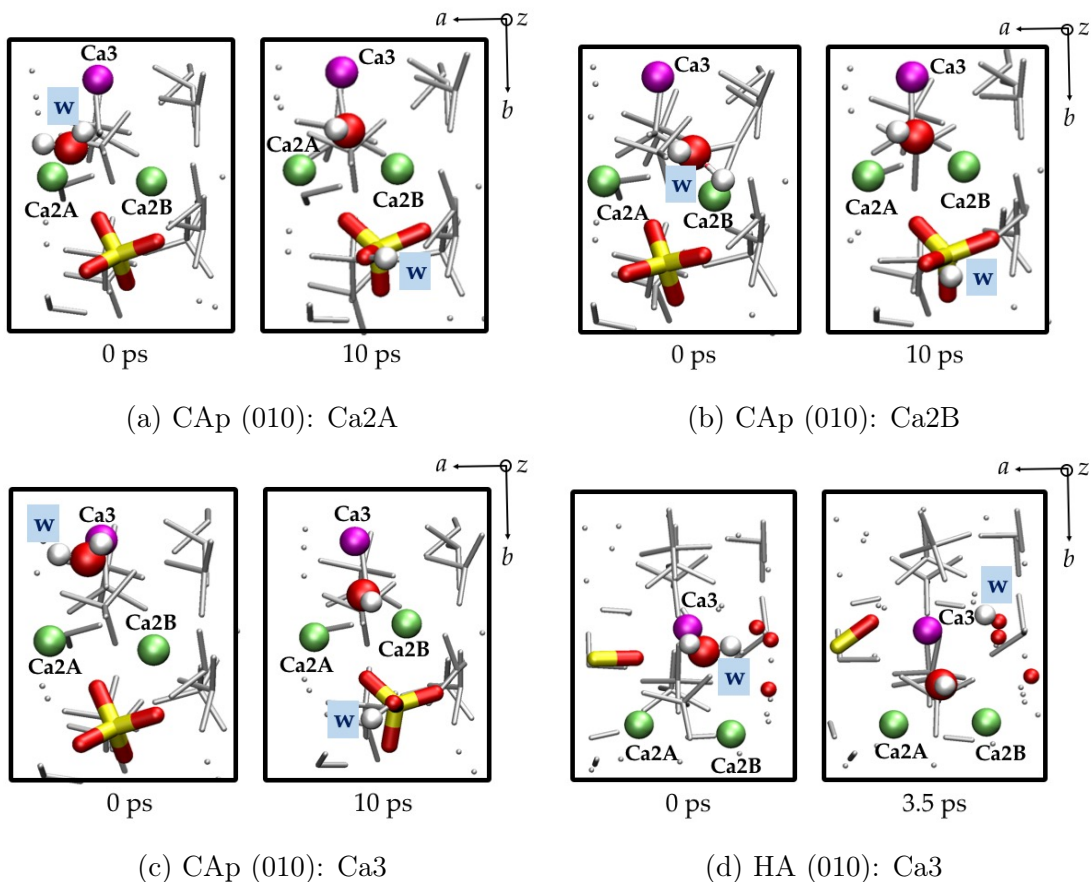 a z
b
Ca3
W
Ca2A
Ca2B
0 ps
Ca3
Ca2A
Ca2B
W
10 ps
(a) CAp (010): Ca2A
a z
b
Ca3
W
Ca2A
Ca2B
0 ps
Ca3
Ca2A
Ca2B
W
10 ps
(b) CAp (010): Ca2B
a z
b
W
Ca3
Ca2B
Ca2A
0 ps
Ca3
Ca2A
Ca2B
W
10 ps
(c) CAp (010): Ca3
a z
b
Ca3
W
Ca2A
Ca2B
0 ps
W
Ca3
Ca2A
Ca2B
3.5 ps
(d) HA (010): Ca3